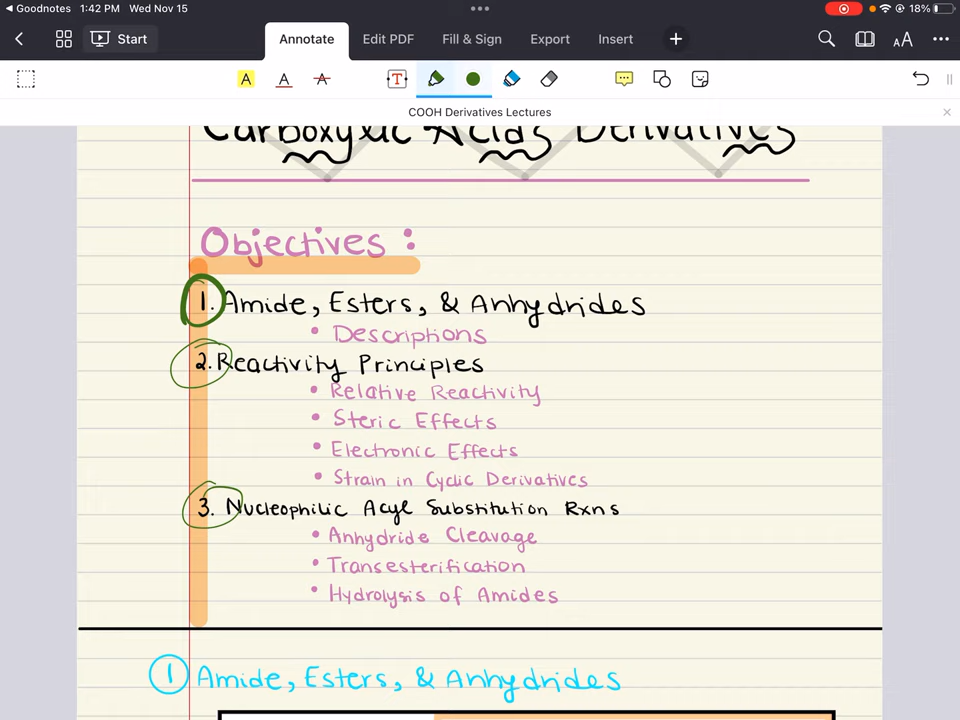 Goodnotes 1:42 PM Wed Nov 15 18%
Start Annotate Edit PDF Fill & Sign Export Insert
A A A T
COOH Derivatives Lectures
Carboxylic Acids Derivatives
Objectives :
1. Amide, Esters, & Anhydrides
• Descriptions
2. Reactivity Principles
• Relative Reactivity
• Steric Effects
• Electronic Effects
• Strain in Cyclic Derivatives
3. Nucleophilic Acyl Substitution Rxns
• Anhydride Cleavage
• Transesterification
• Hydrolysis of Amides
1 Amide, Esters, & Anhydrides